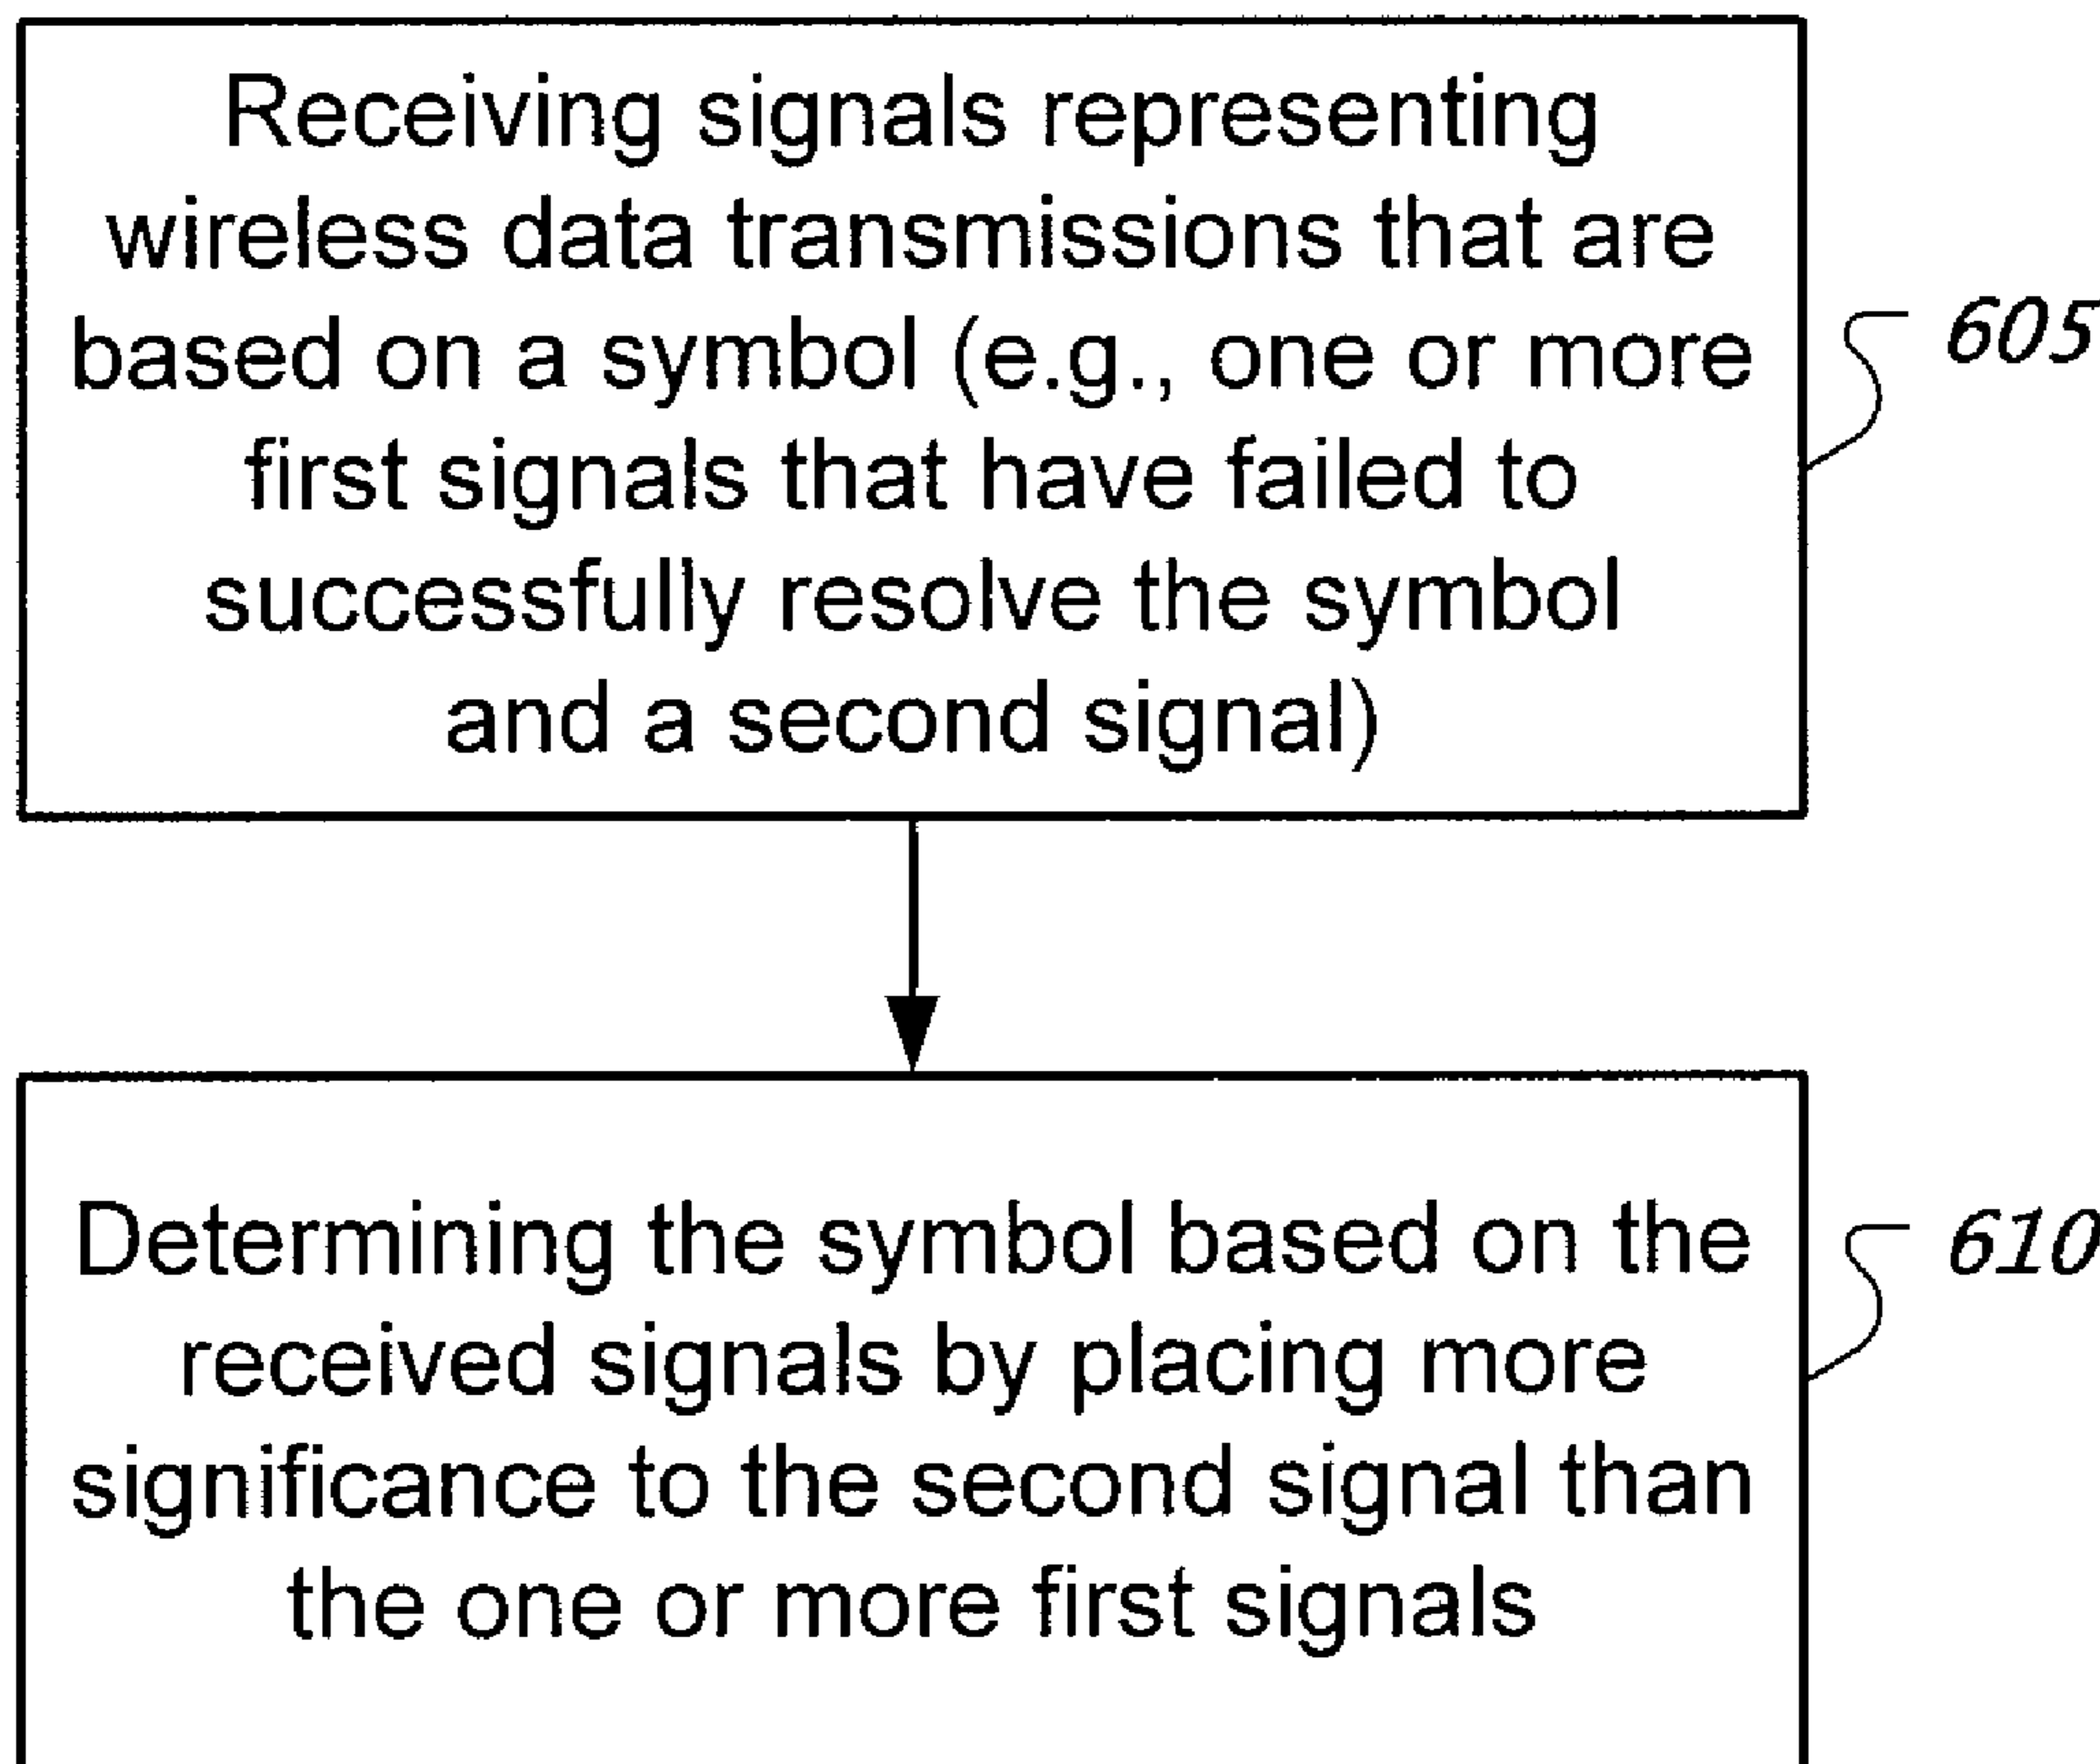 Receiving signals representing
wireless data transmissions that are
based on a symbol (e.g., one or more
first signals that have failed to
successfully resolve the symbol
and a second signal)
605
Determining the symbol based on the
received signals by placing more
significance to the second signal than
the one or more first signals
610